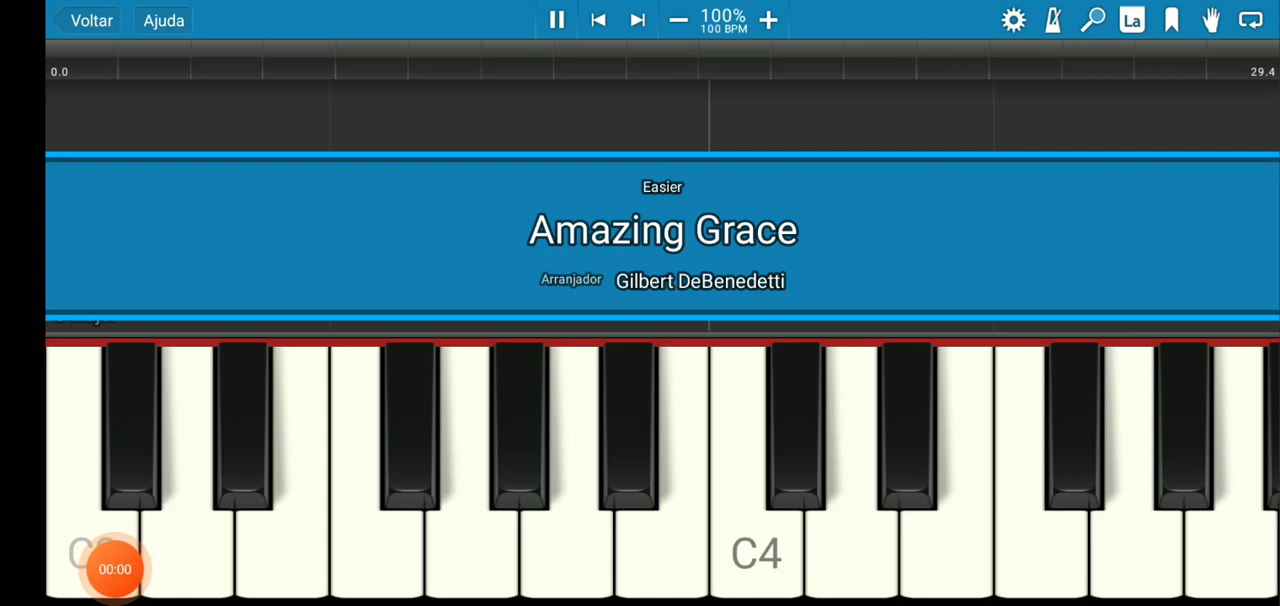 Voltar Ajuda 100% La
100 BPM
0.0 29.4
Easier
Amazing Grace
Arranjador Gilbert DeBenedetti
C4
00:00